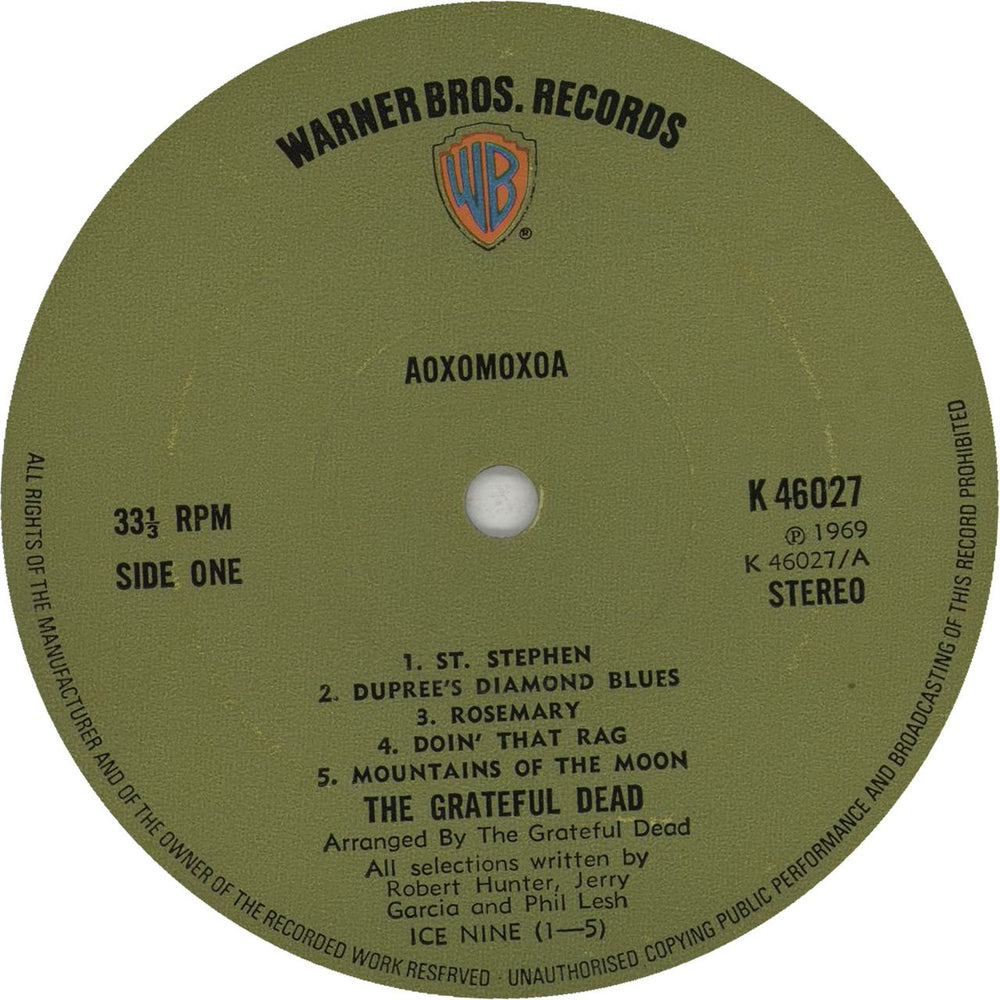 WARNER BROS. RECORDS
WB
®
AOXOMOXOA
33⅓ RPM
SIDE ONE
K 46027
Ⓟ 1969
K 46027/A
STEREO
1. ST. STEPHEN
2. DUPREE'S DIAMOND BLUES
3. ROSEMARY
4. DOIN' THAT RAG
5. MOUNTAINS OF THE MOON
THE GRATEFUL DEAD
Arranged By The Grateful Dead
All selections written by
Robert Hunter, Jerry
Garcia and Phil Lesh
ICE NINE (1—5)
ALL RIGHTS OF THE MANUFACTURER AND OF THE OWNER OF THE RECORDED WORK RESERVED · UNAUTHORISED COPYING PUBLIC PERFORMANCE AND BROADCASTING OF THIS RECORD PROHIBITED